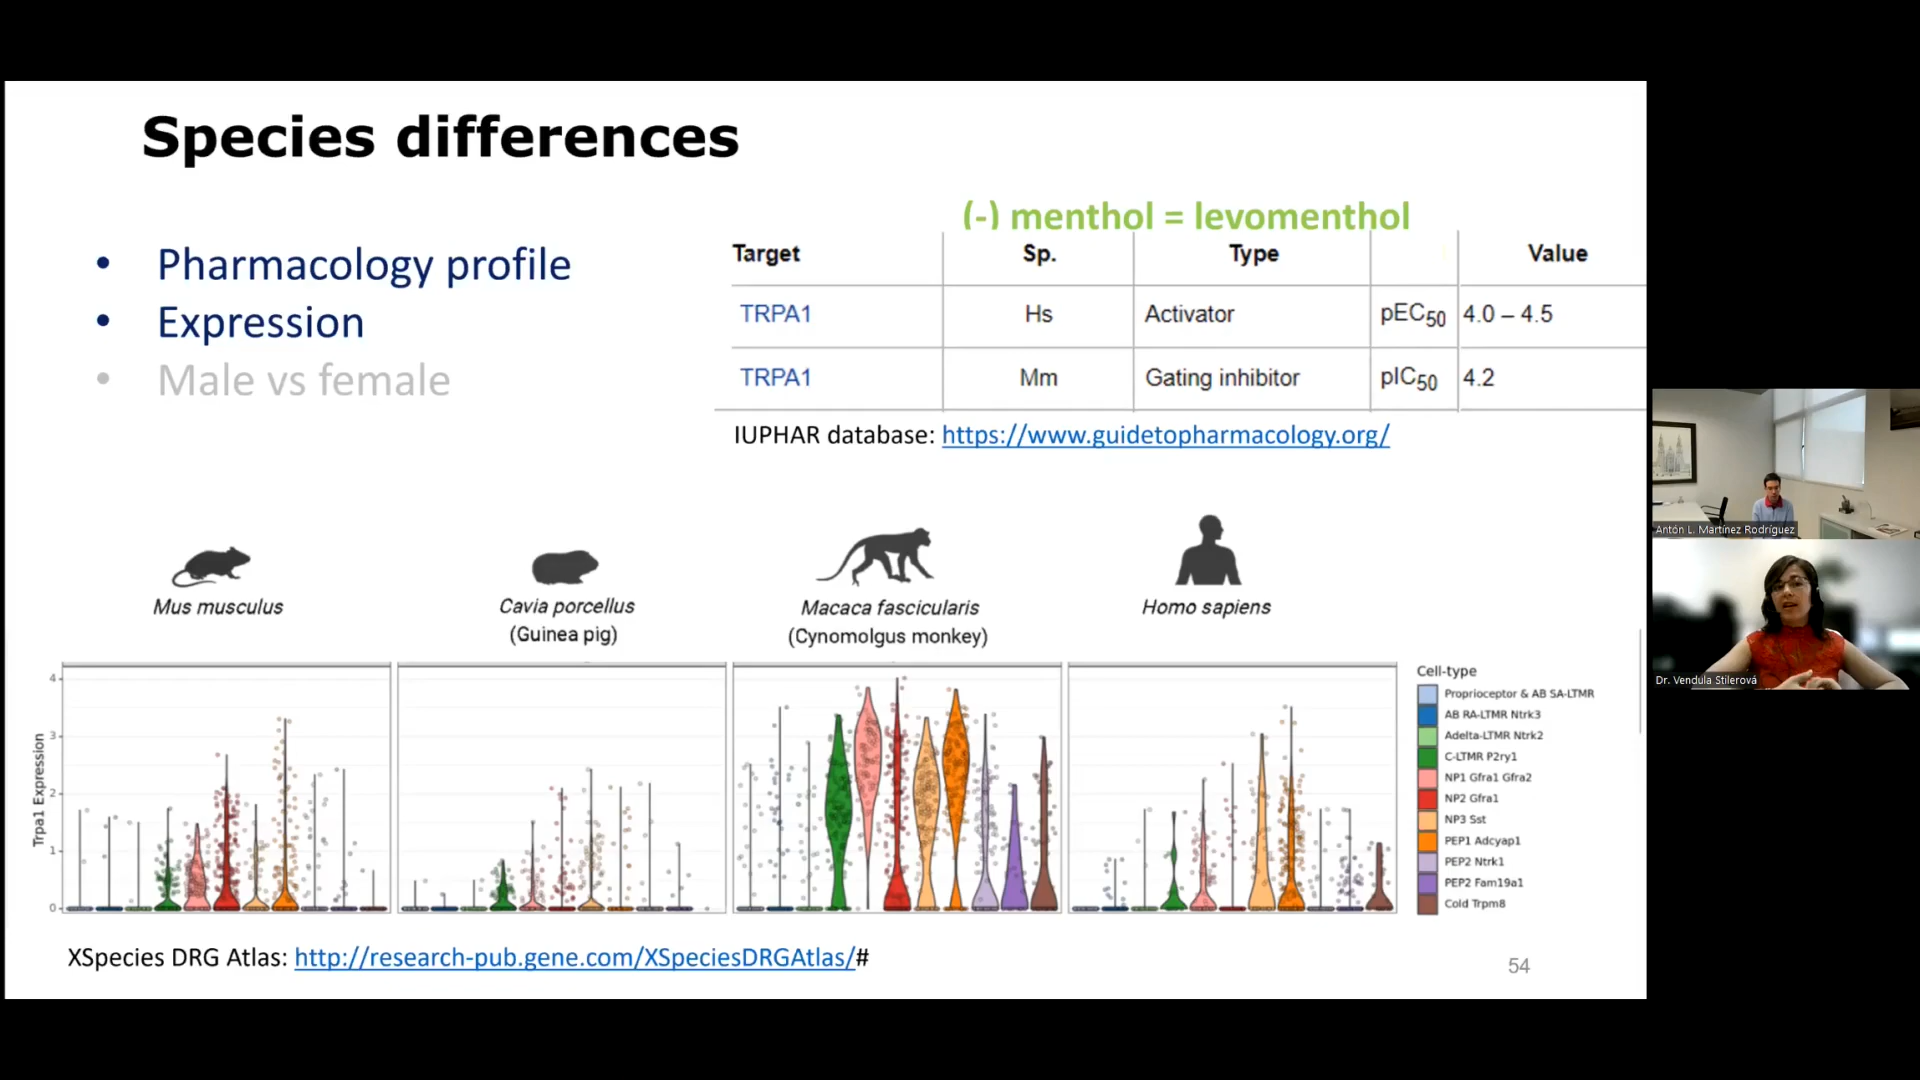 Species differences
• Pharmacology profile
• Expression
• Male vs female
(-) menthol = levomenthol
Target Sp. Type Value
TRPA1 Hs Activator pEC50 4.0 – 4.5
TRPA1 Mm Gating inhibitor pIC50 4.2
IUPHAR database: https://www.guidetopharmacology.org/
Mus musculus
Cavia porcellus
(Guinea pig)
Macaca fascicularis
(Cynomolgus monkey)
Homo sapiens
Trpa1 Expression
4
3
2
1
0
Cell-type
Proprioceptor & AB SA-LTMR
AB RA-LTMR Ntrk3
Adelta-LTMR Ntrk2
C-LTMR P2ry1
NP1 Gfra1 Gfra2
NP2 Gfra1
NP3 Sst
PEP1 Adcyap1
PEP2 Ntrk1
PEP2 Fam19a1
Cold Trpm8
XSpecies DRG Atlas: http://research-pub.gene.com/XSpeciesDRGAtlas/#
54
Antón L. Martínez Rodríguez
Dr. Vendula Stilerová